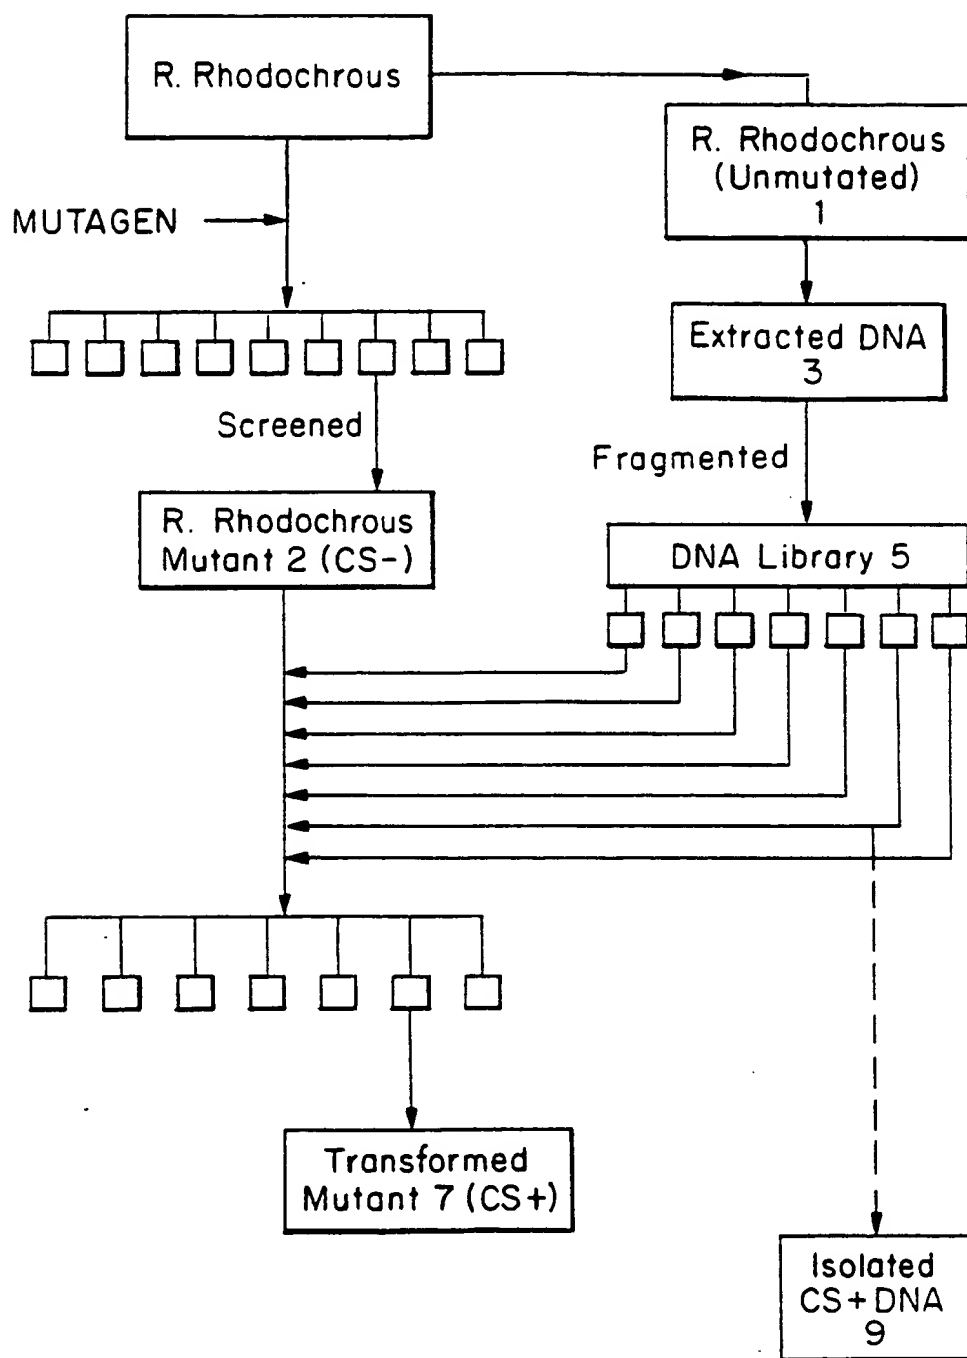 R. Rhodochrous
R. Rhodochrous
(Unmutated)
1
MUTAGEN
Extracted DNA
3
Screened
Fragmented
R. Rhodochrous
Mutant 2 (CS-)
DNA Library 5
Transformed
Mutant 7 (CS+)
Isolated
CS+DNA
9